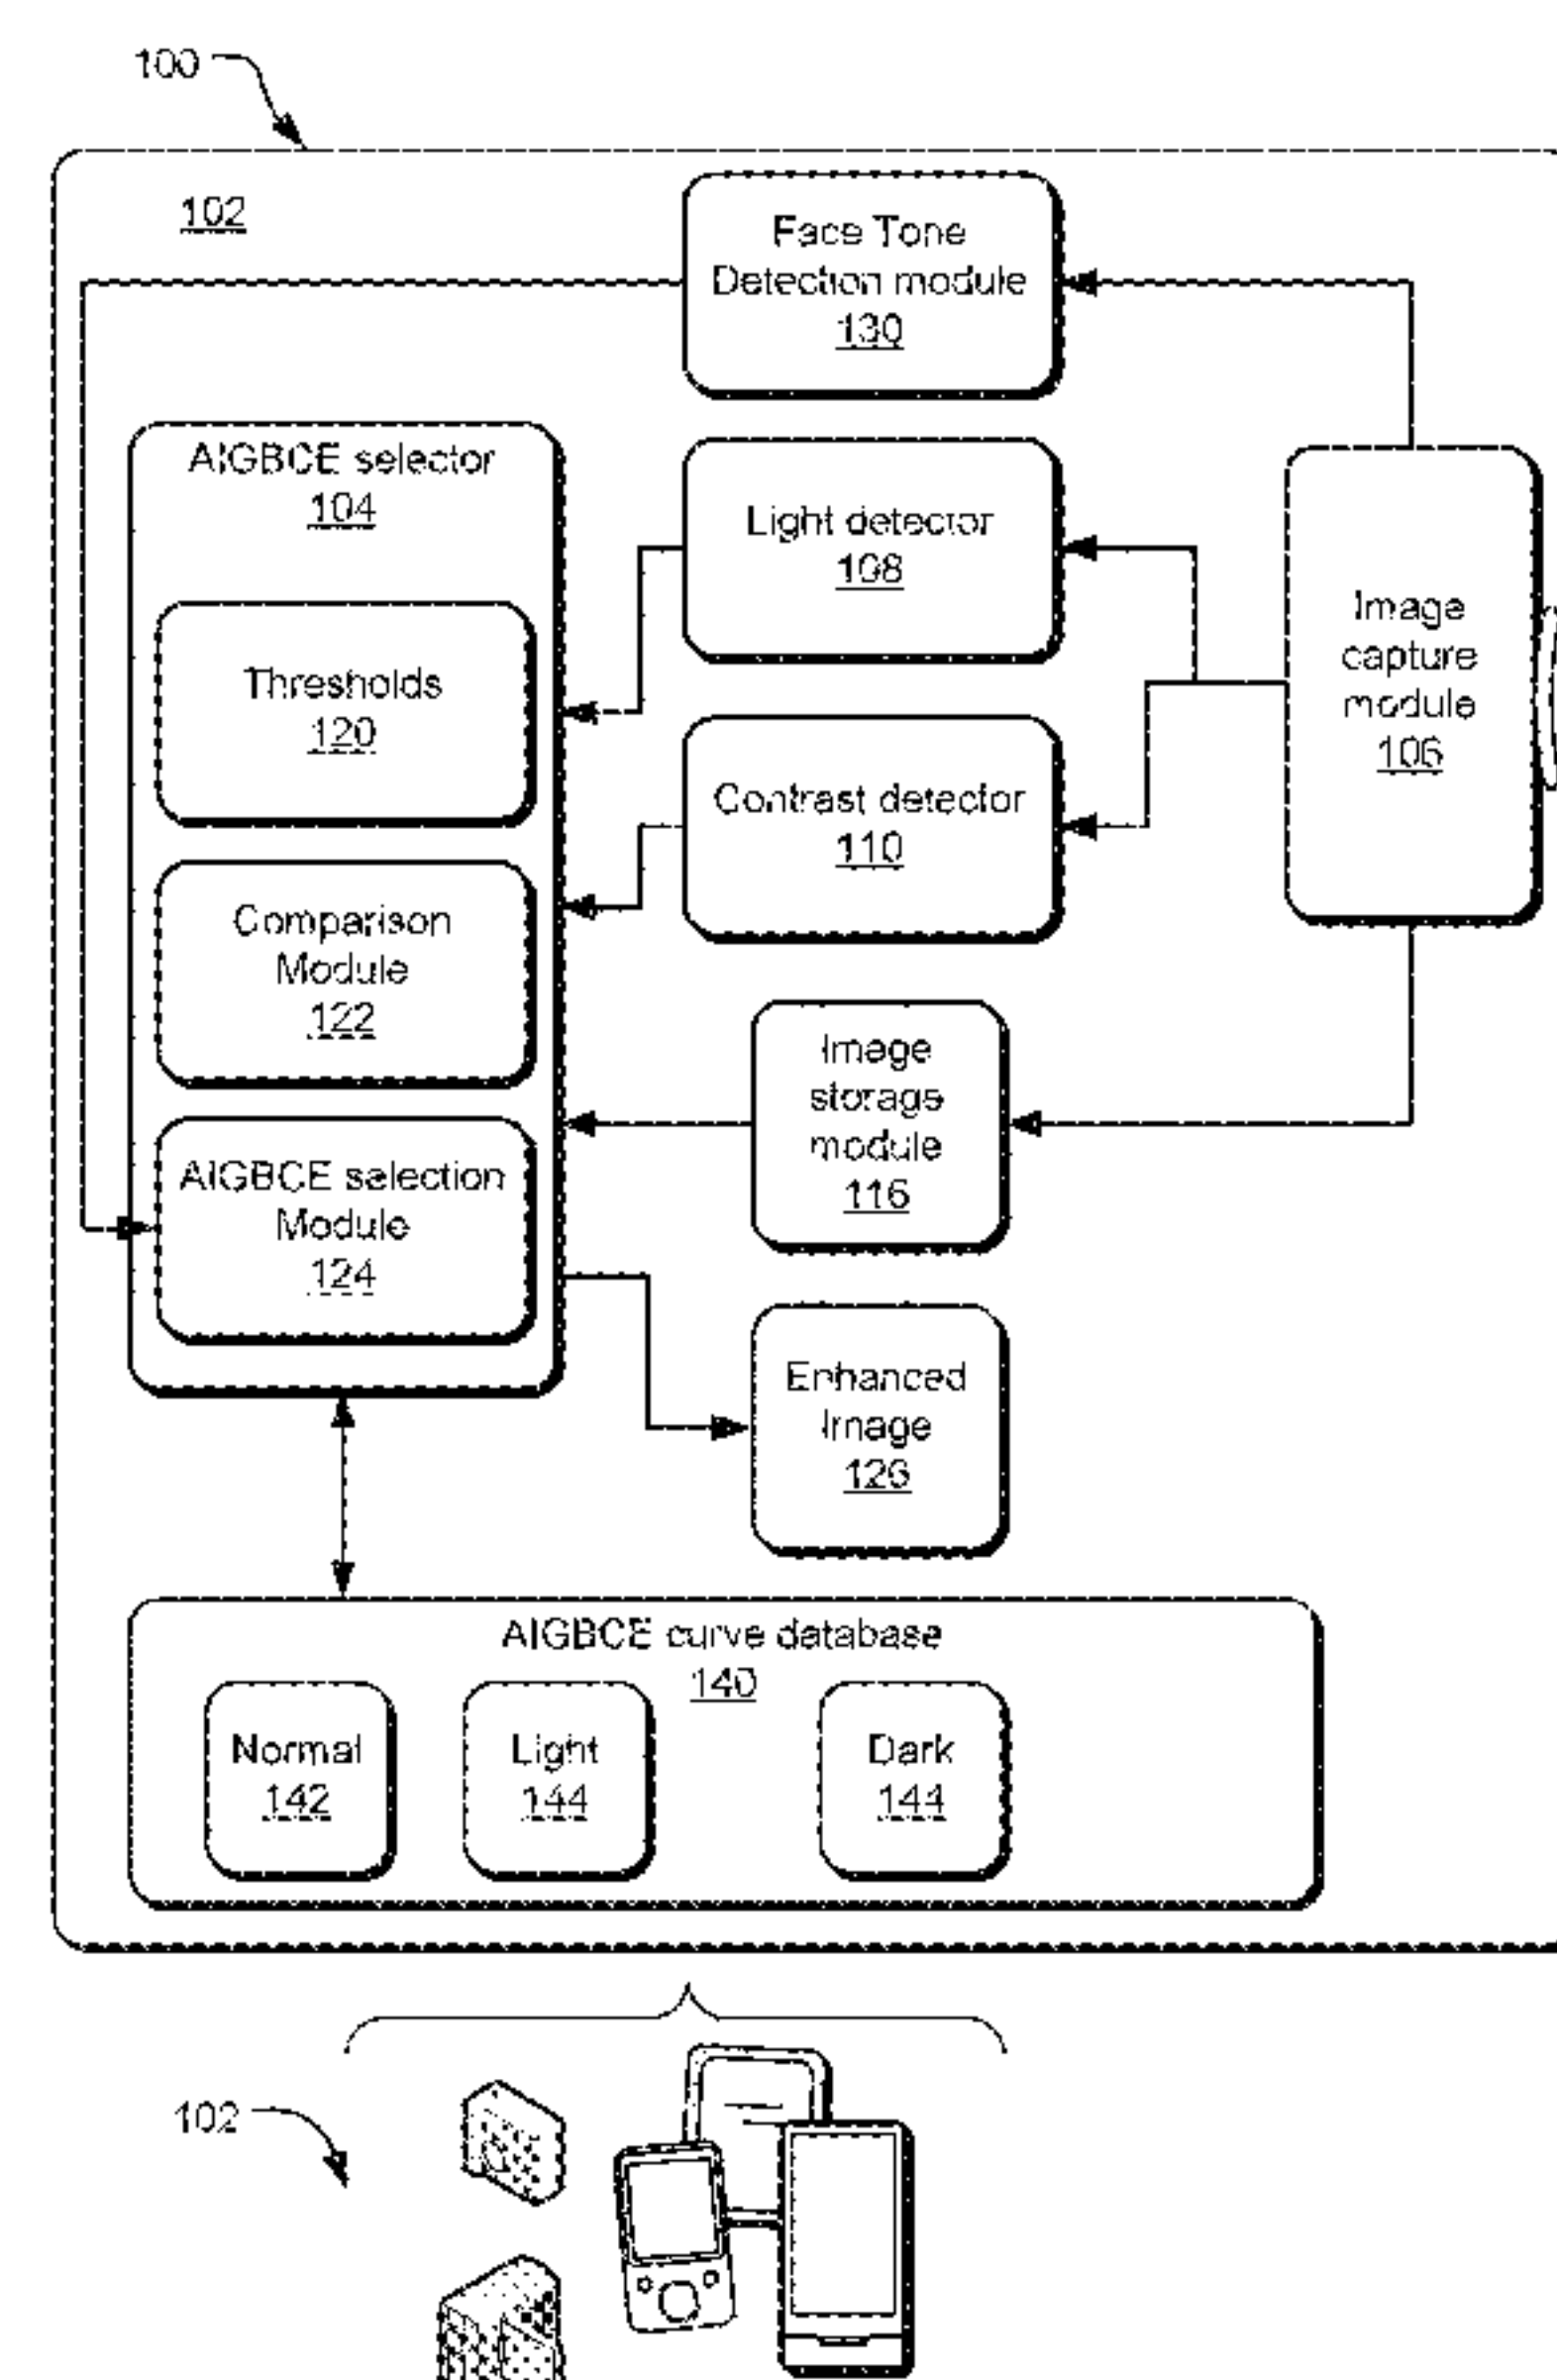 100
102
Face Tone
Detection module
130
AIGBCE selector
104
Light detector
108
Image
capture
module
106
Thresholds
120
Contrast detector
110
Comparison
Module
122
Image
storage
module
116
AIGBCE selection
Module
124
Enhanced
Image
126
AIGBCE curve database
140
Normal
142
Light
144
Dark
144
102